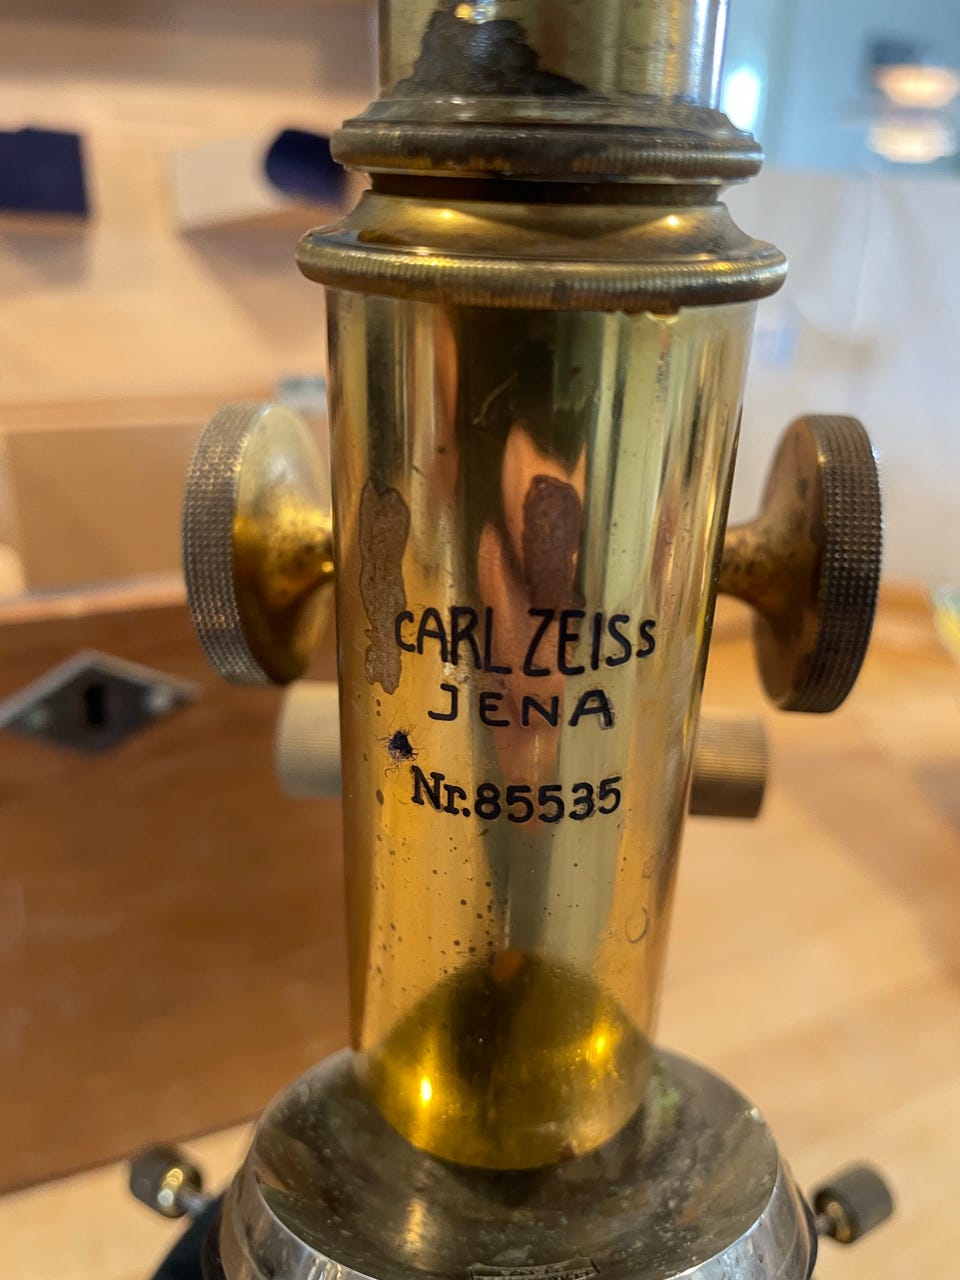 CARL ZEISS
JENA
Nr. 85535